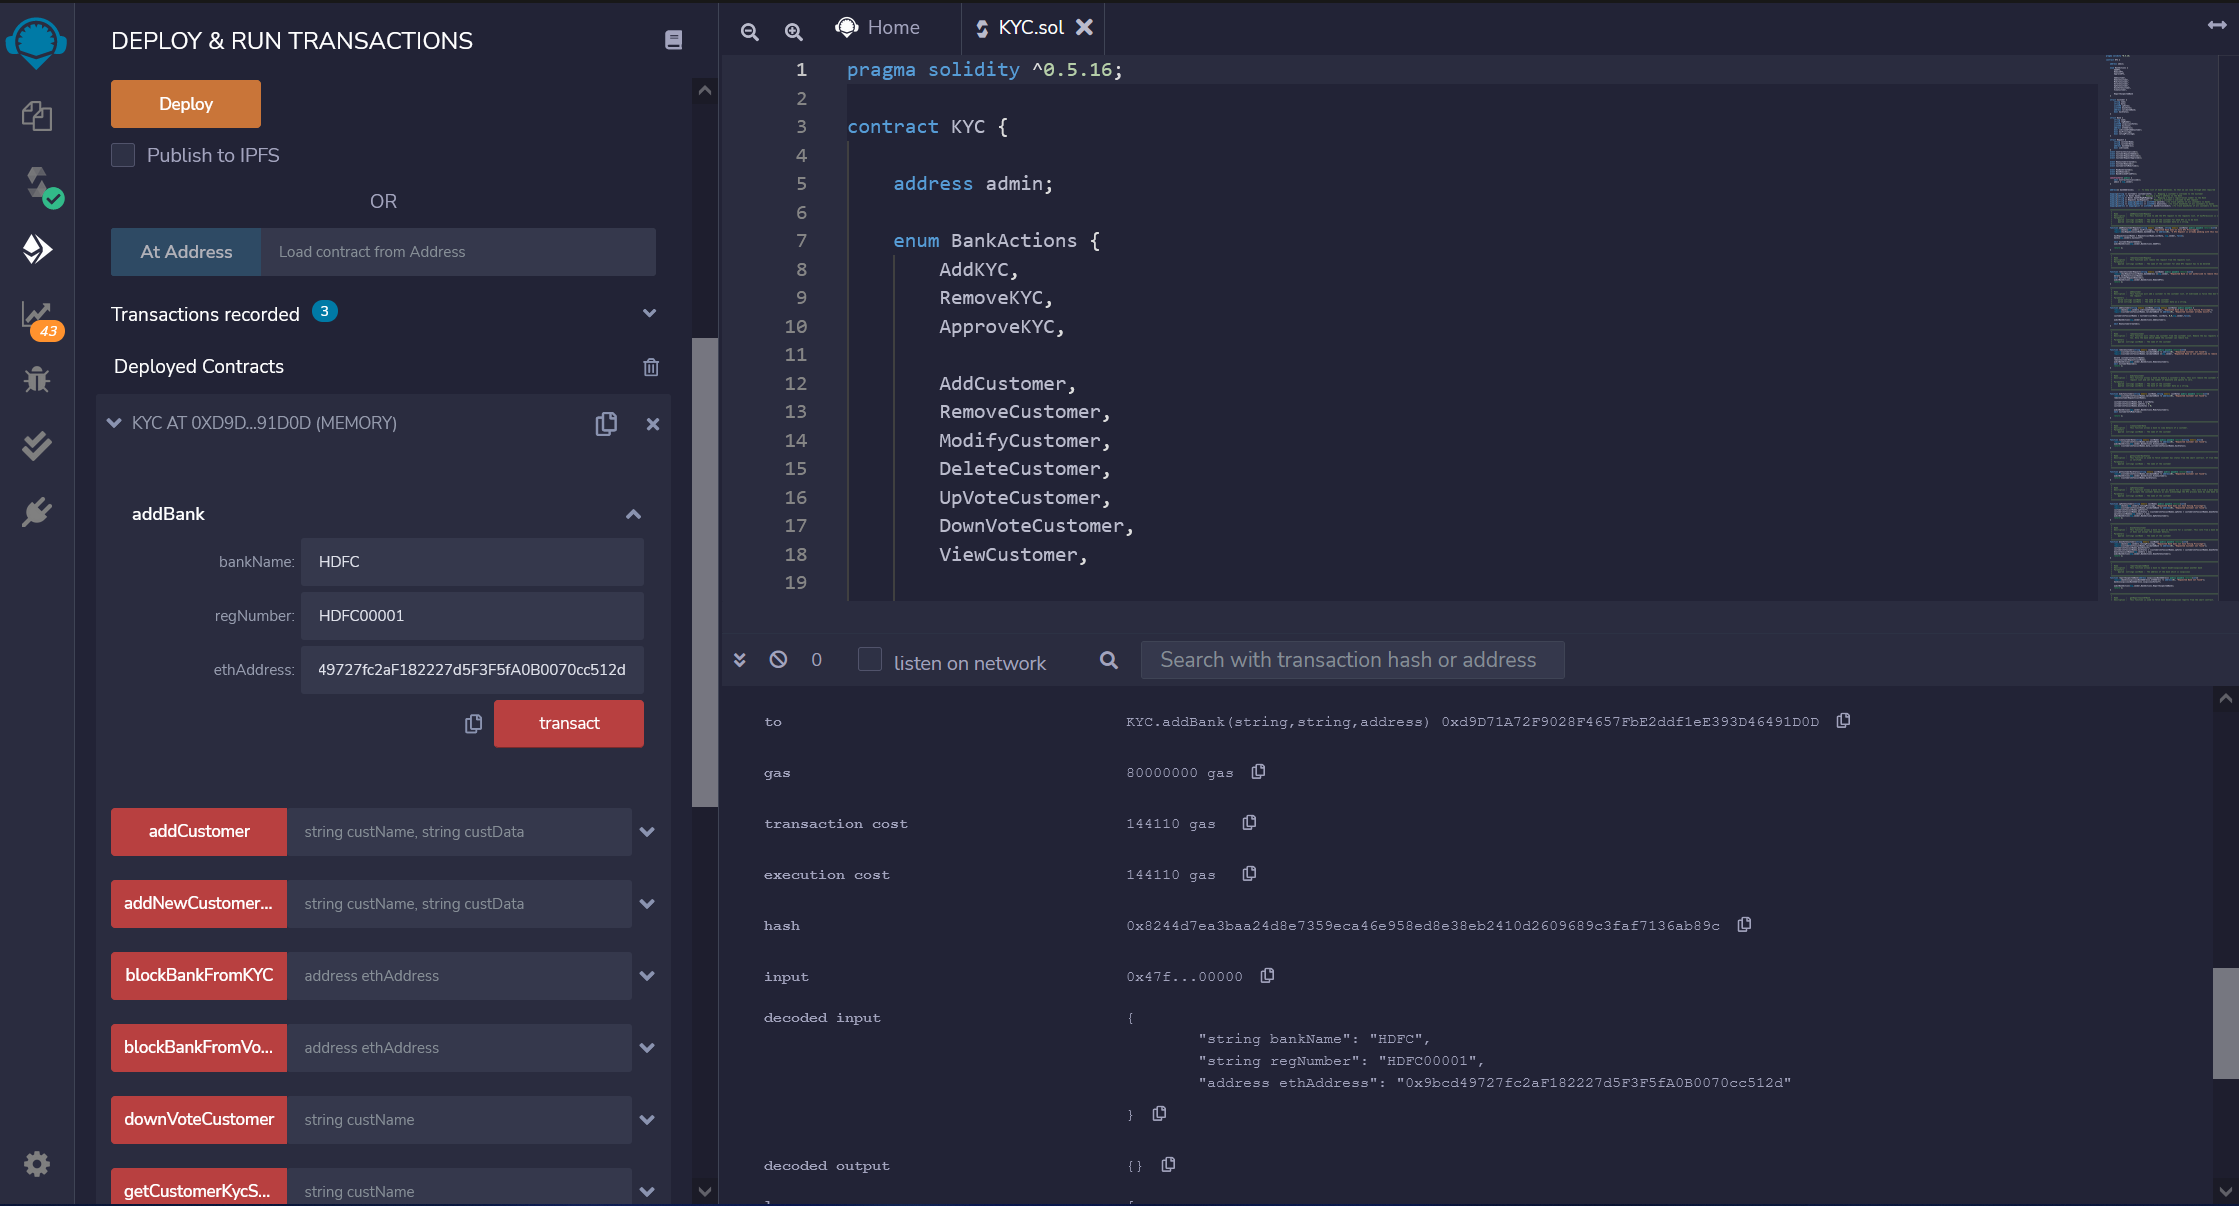 DEPLOY & RUN TRANSACTIONS
Deploy
Publish to IPFS
OR
At Address Load contract from Address
Transactions recorded 3
43
Deployed Contracts
KYC AT 0XD9D...91D0D (MEMORY)
addBank
bankName: HDFC
regNumber: HDFC00001
ethAddress: 49727fc2aF182227d5F3F5fA0B0070cc512d
transact
addCustomer string custName, string custData
addNewCustomer... string custName, string custData
blockBankFromKYC address ethAddress
blockBankFromVo... address ethAddress
downVoteCustomer string custName
getCustomerKycS... string custName
Home KYC.sol
1 pragma solidity ^0.5.16;
2
3 contract KYC {
4
5 address admin;
6
7 enum BankActions {
8 AddKYC,
9 RemoveKYC,
10 ApproveKYC,
11
12 AddCustomer,
13 RemoveCustomer,
14 ModifyCustomer,
15 DeleteCustomer,
16 UpVoteCustomer,
17 DownVoteCustomer,
18 ViewCustomer,
19
0 listen on network Search with transaction hash or address
to KYC.addBank(string,string,address) 0xd9D71A72F9028F4657FbE2ddf1eE393D46491D0D
gas 80000000 gas
transaction cost 144110 gas
execution cost 144110 gas
hash 0x8244d7ea3baa24d8e7359eca46e958ed8e38eb2410d2609689c3faf7136ab89c
input 0x47f...00000
decoded input {
"string bankName": "HDFC",
"string regNumber": "HDFC00001",
"address ethAddress": "0x9bcd49727fc2aF182227d5F3F5fA0B0070cc512d"
}
decoded output {}